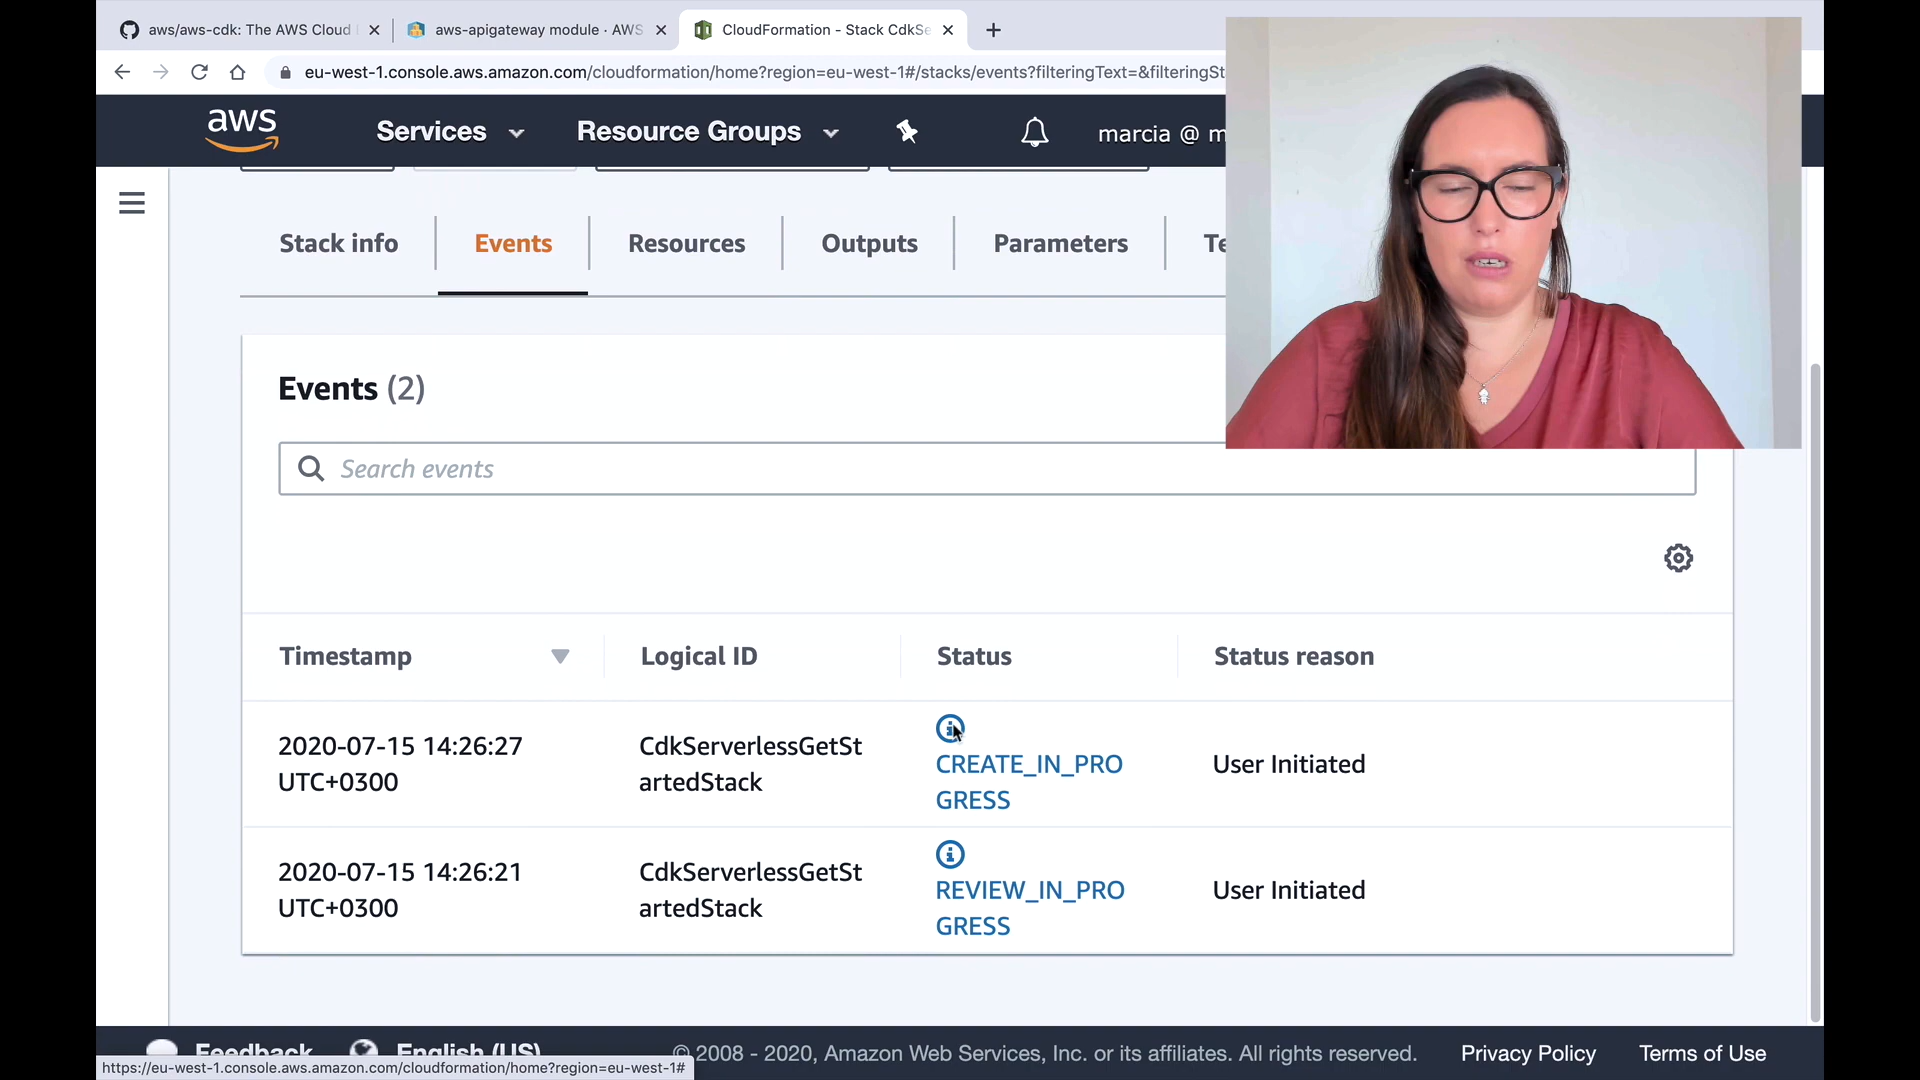 aws/aws-cdk: The AWS Cloud
aws-apigateway module · AWS
CloudFormation - Stack CdkSe
eu-west-1.console.aws.amazon.com/cloudformation/home?region=eu-west-1#/stacks/events?filteringText=&filteringSt
aws
Services
Resource Groups
marcia @ m
Stack info
Events
Resources
Outputs
Parameters
Te
Events (2)
Search events
Timestamp
Logical ID
Status
Status reason
2020-07-15 14:26:27
UTC+0300
CdkServerlessGetSt
artedStack
CREATE_IN_PRO
GRESS
User Initiated
2020-07-15 14:26:21
UTC+0300
CdkServerlessGetSt
artedStack
REVIEW_IN_PRO
GRESS
User Initiated
Feedback
English (US)
© 2008 - 2020, Amazon Web Services, Inc. or its affiliates. All rights reserved.
Privacy Policy
Terms of Use
https://eu-west-1.console.aws.amazon.com/cloudformation/home?region=eu-west-1#